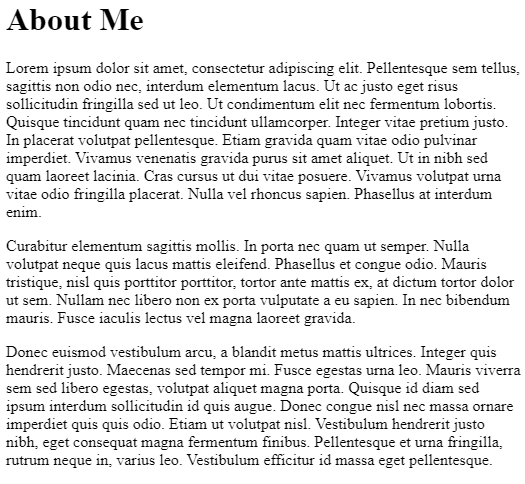 About Me
Lorem ipsum dolor sit amet, consectetur adipiscing elit. Pellentesque sem tellus,
sagittis non odio nec, interdum elementum lacus. Ut ac justo eget risus
sollicitudin fringilla sed ut leo. Ut condimentum elit nec fermentum lobortis.
Quisque tincidunt quam nec tincidunt ullamcorper. Integer vitae pretium justo.
In placerat volutpat pellentesque. Etiam gravida quam vitae odio pulvinar
imperdiet. Vivamus venenatis gravida purus sit amet aliquet. Ut in nibh sed
quam laoreet lacinia. Cras cursus ut dui vitae posuere. Vivamus volutpat urna
vitae odio fringilla placerat. Nulla vel rhoncus sapien. Phasellus at interdum
enim.
Curabitur elementum sagittis mollis. In porta nec quam ut semper. Nulla
volutpat neque quis lacus mattis eleifend. Phasellus et congue odio. Mauris
tristique, nisl quis porttitor porttitor, tortor ante mattis ex, at dictum tortor dolor
ut sem. Nullam nec libero non ex porta vulputate a eu sapien. In nec bibendum
mauris. Fusce iaculis lectus vel magna laoreet gravida.
Donec euismod vestibulum arcu, a blandit metus mattis ultrices. Integer quis
hendrerit justo. Maecenas sed tempor mi. Fusce egestas urna leo. Mauris viverra
sem sed libero egestas, volutpat aliquet magna porta. Quisque id diam sed
ipsum interdum sollicitudin id quis augue. Donec congue nisl nec massa ornare
imperdiet quis quis odio. Etiam ut volutpat nisl. Vestibulum hendrerit justo
nibh, eget consequat magna fermentum finibus. Pellentesque et urna fringilla,
rutrum neque in, varius leo. Vestibulum efficitur id massa eget pellentesque.